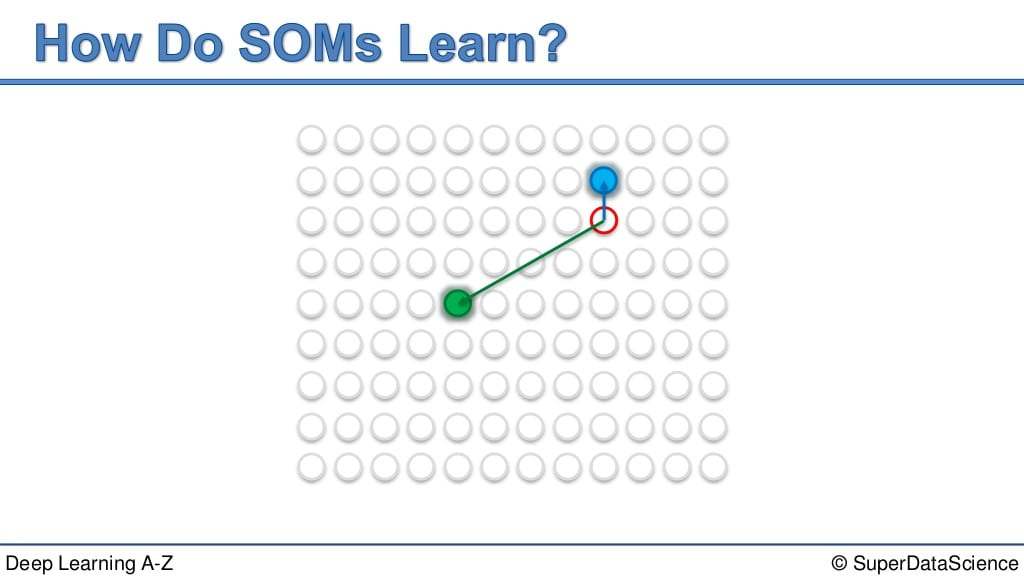 How Do SOMs Learn?
Deep Learning A-Z
© SuperDataScience